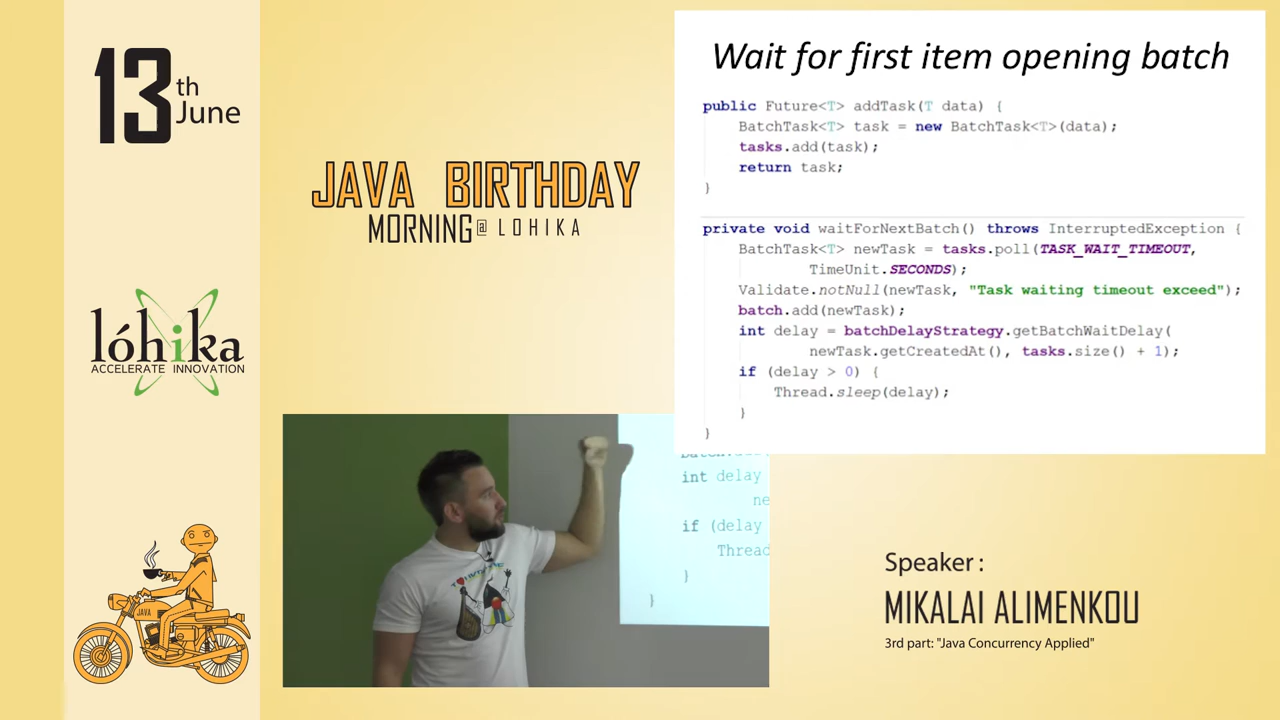 13th
June
JAVA BIRTHDAY
MORNING @ LOHIKA
lóhika
ACCELERATE INNOVATION
JAVA
Wait for first item opening batch
public Future<T> addTask(T data) {
BatchTask<T> task = new BatchTask<T>(data);
tasks.add(task);
return task;
}
private void waitForNextBatch() throws InterruptedException {
BatchTask<T> newTask = tasks.poll(TASK_WAIT_TIMEOUT,
TimeUnit.SECONDS);
Validate.notNull(newTask, "Task waiting timeout exceed");
batch.add(newTask);
int delay = batchDelayStrategy.getBatchWaitDelay(
newTask.getCreatedAt(), tasks.size() + 1);
if (delay > 0) {
Thread.sleep(delay);
}
}
int delay
ne
if (delay
Thread
}
}
Speaker :
MIKALAI ALIMENKOU
3rd part: "Java Concurrency Applied"